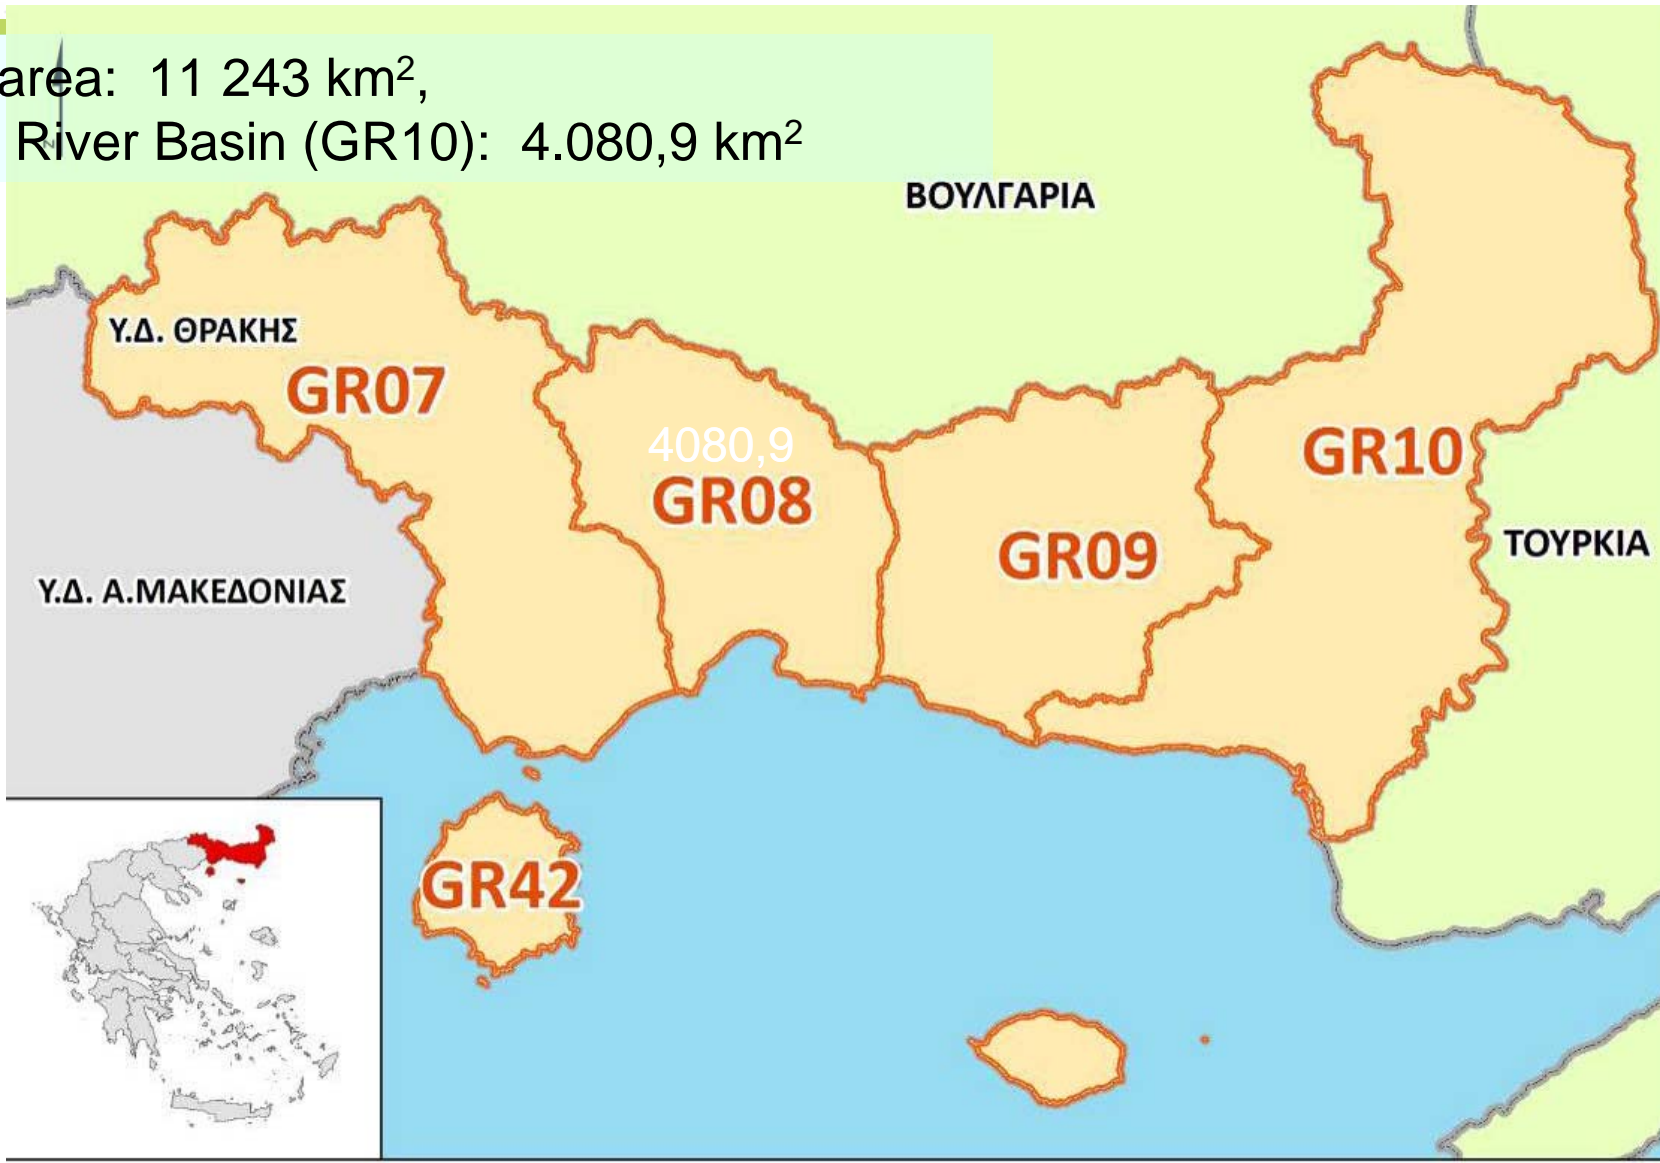 area: 11 243 km²,
River Basin (GR10): 4.080,9 km²
N
ΒΟΥΛΓΑΡΙΑ
Υ.Δ. ΘΡΑΚΗΣ
GR07
4080,9
GR08
GR10
GR09
ΤΟΥΡΚΙΑ
Υ.Δ. Α.ΜΑΚΕΔΟΝΙΑΣ
GR42